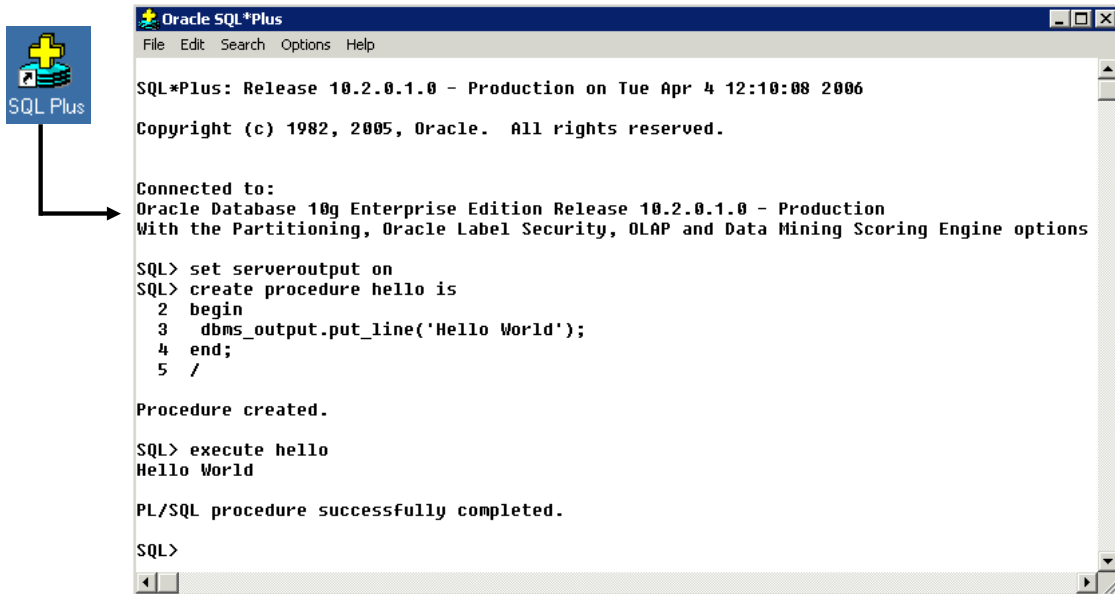 SQL Plus
Oracle SQL*Plus
File Edit Search Options Help
SQL*Plus: Release 10.2.0.1.0 - Production on Tue Apr 4 12:10:08 2006
Copyright (c) 1982, 2005, Oracle.  All rights reserved.
Connected to:
Oracle Database 10g Enterprise Edition Release 10.2.0.1.0 - Production
With the Partitioning, Oracle Label Security, OLAP and Data Mining Scoring Engine options
SQL> set serveroutput on
SQL> create procedure hello is
  2  begin
  3   dbms_output.put_line('Hello World');
  4  end;
  5  /
Procedure created.
SQL> execute hello
Hello World
PL/SQL procedure successfully completed.
SQL>